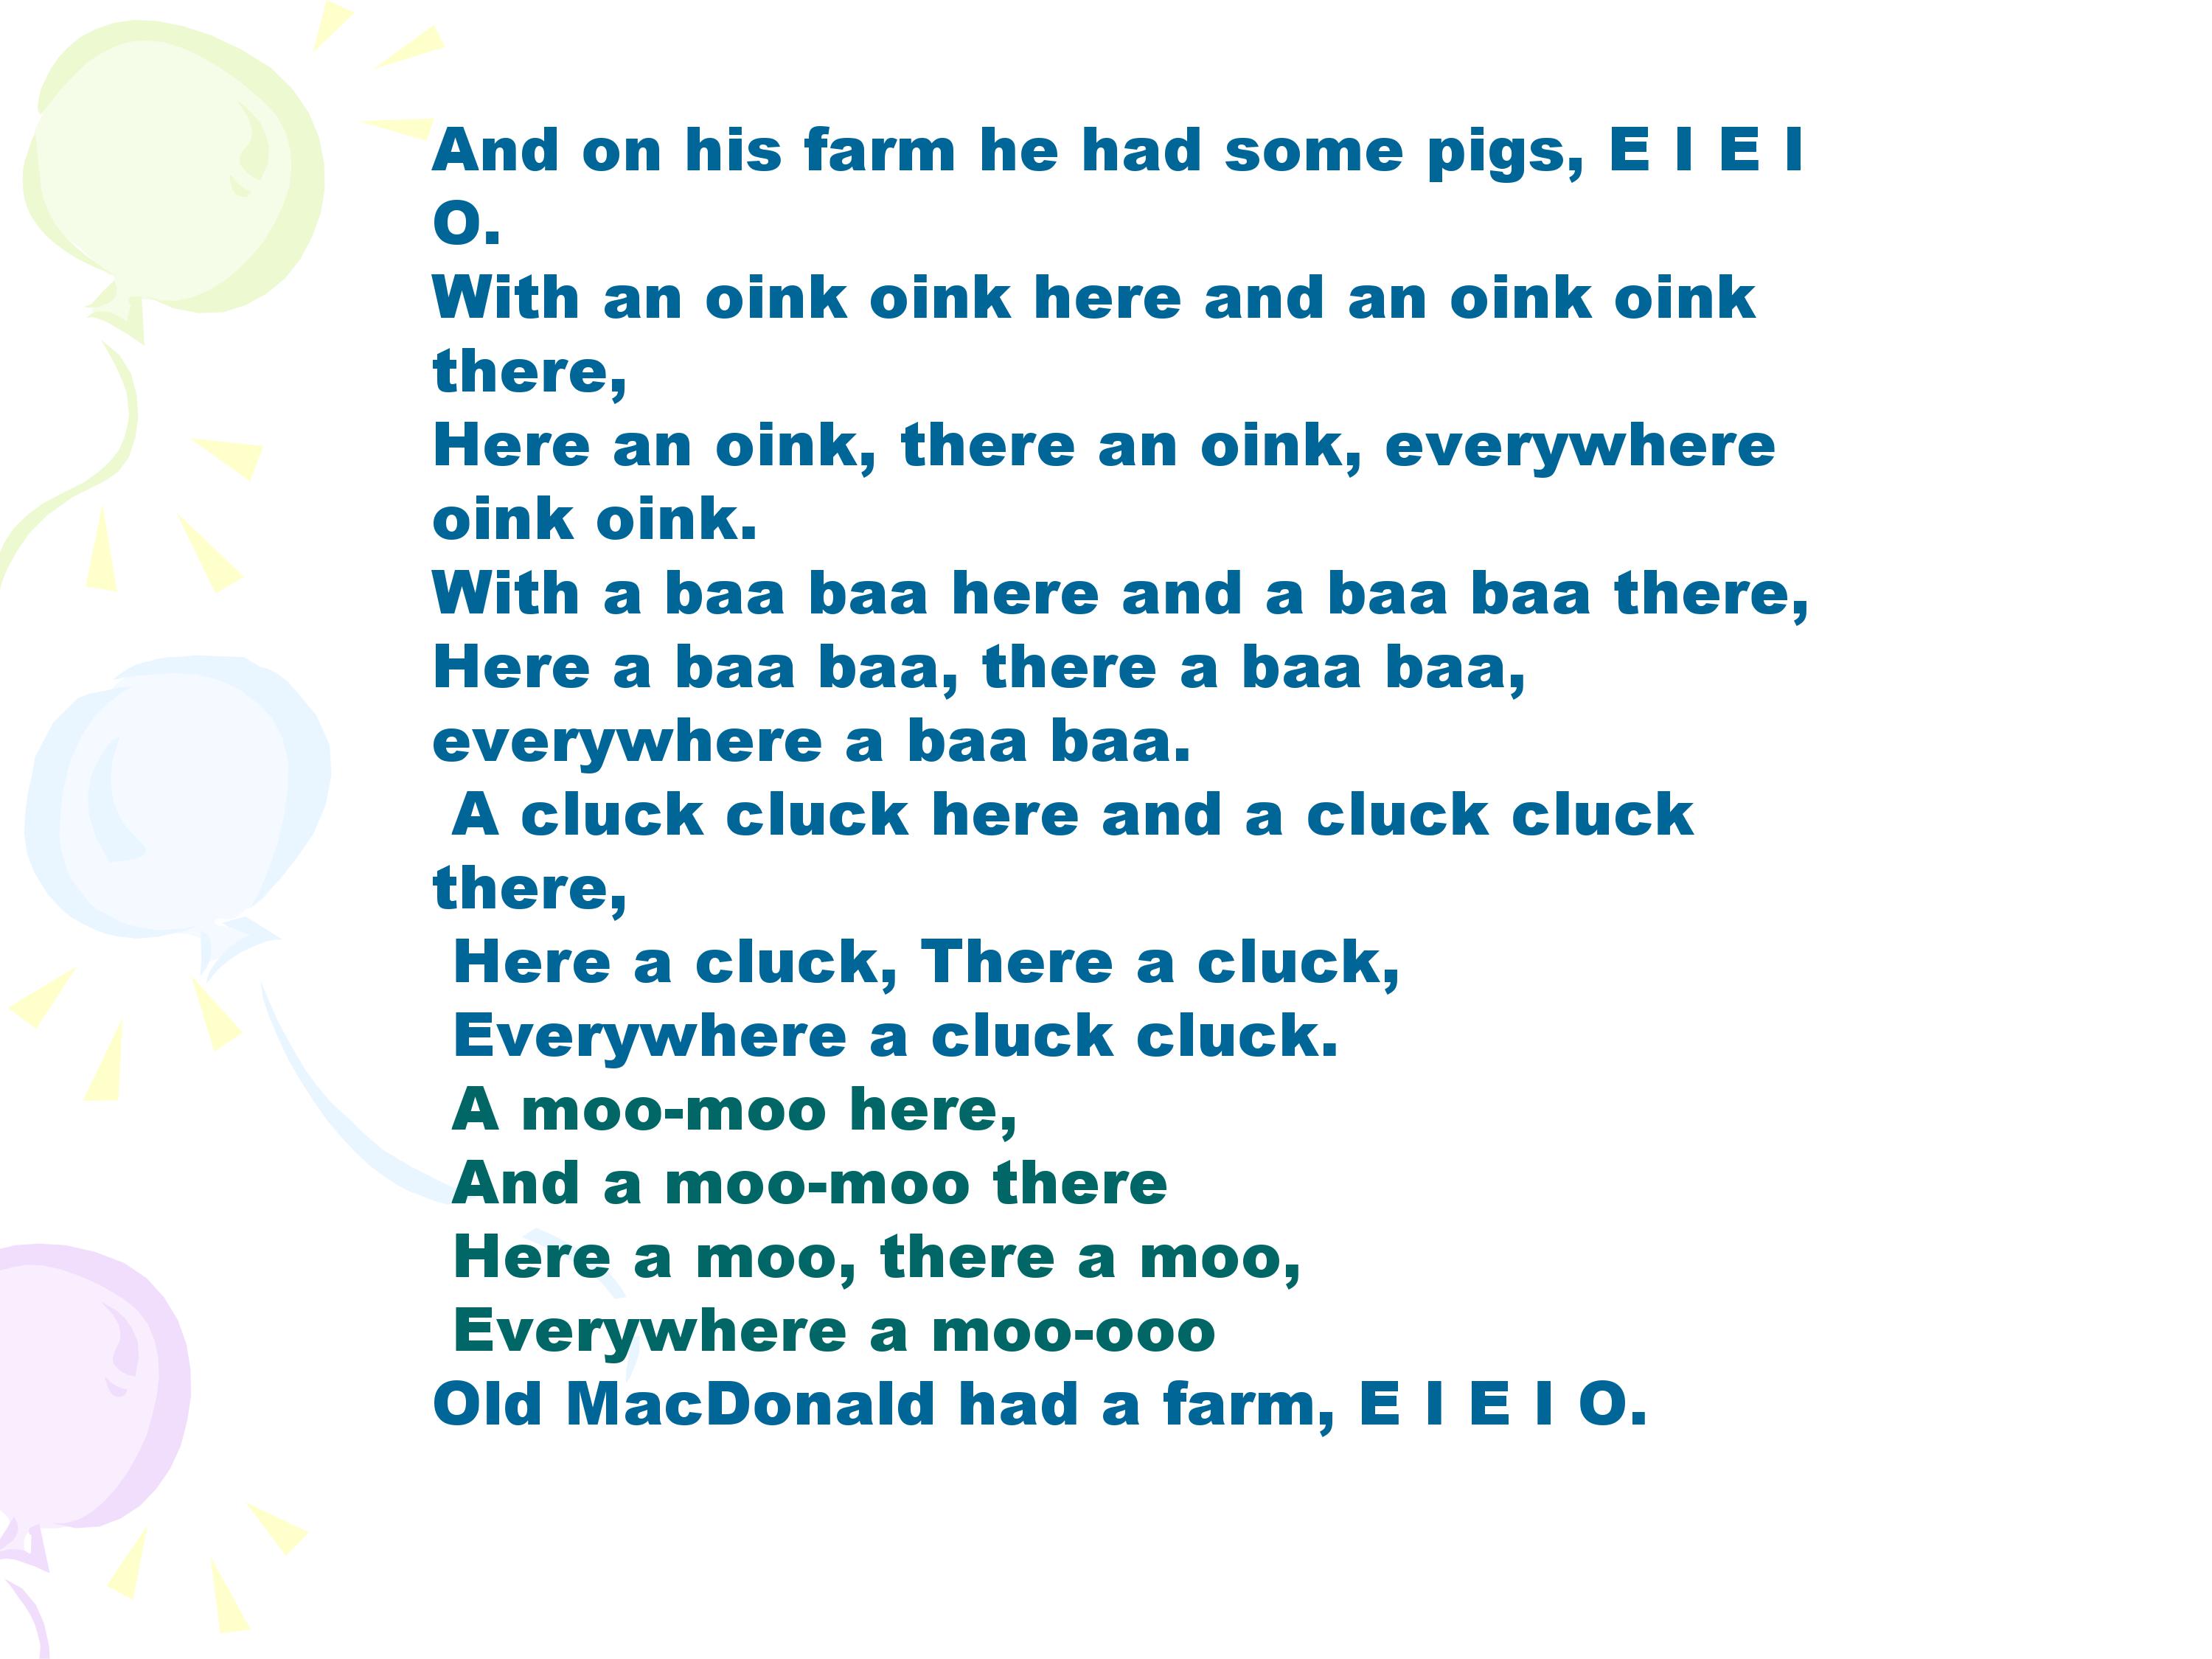 And on his farm he had some pigs, E I E I
O.
With an oink oink here and an oink oink
there,
Here an oink, there an oink, everywhere
oink oink.
With a baa baa here and a baa baa there,
Here a baa baa, there a baa baa,
everywhere a baa baa.
A cluck cluck here and a cluck cluck
there,
Here a cluck, There a cluck,
Everywhere a cluck cluck.
A moo-moo here,
And a moo-moo there
Here a moo, there a moo,
Everywhere a moo-ooo
Old MacDonald had a farm, E I E I O.